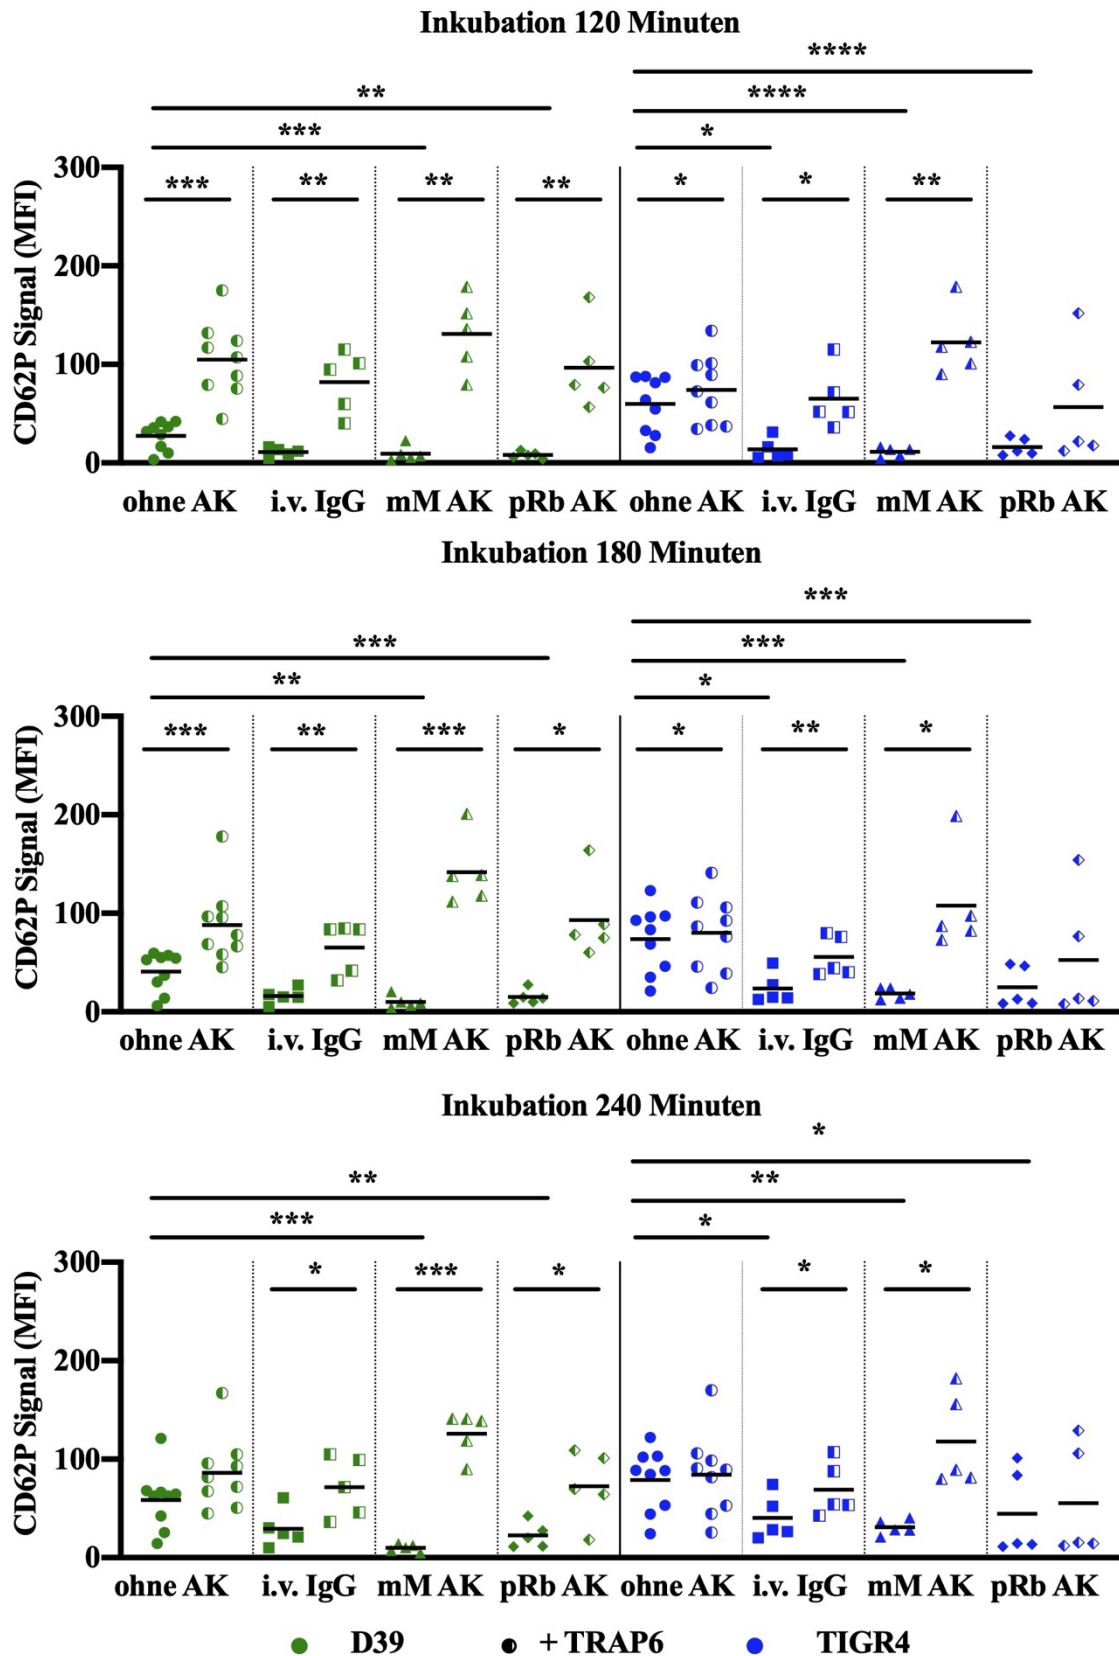 Inkubation 120 Minuten
****
** ****
*** *
300
*** ** ** ** * * **
200
100
0
CD62P Signal (MFI)
ohne AK i.v. IgG mM AK pRb AK ohne AK i.v. IgG mM AK pRb AK
Inkubation 180 Minuten
***
*** ***
** *
300
*** ** *** * * ** *
200
100
0
CD62P Signal (MFI)
ohne AK i.v. IgG mM AK pRb AK ohne AK i.v. IgG mM AK pRb AK
Inkubation 240 Minuten
*
** **
*** *
300
* *** * * *
200
100
0
CD62P Signal (MFI)
ohne AK i.v. IgG mM AK pRb AK ohne AK i.v. IgG mM AK pRb AK
D39 + TRAP6 TIGR4